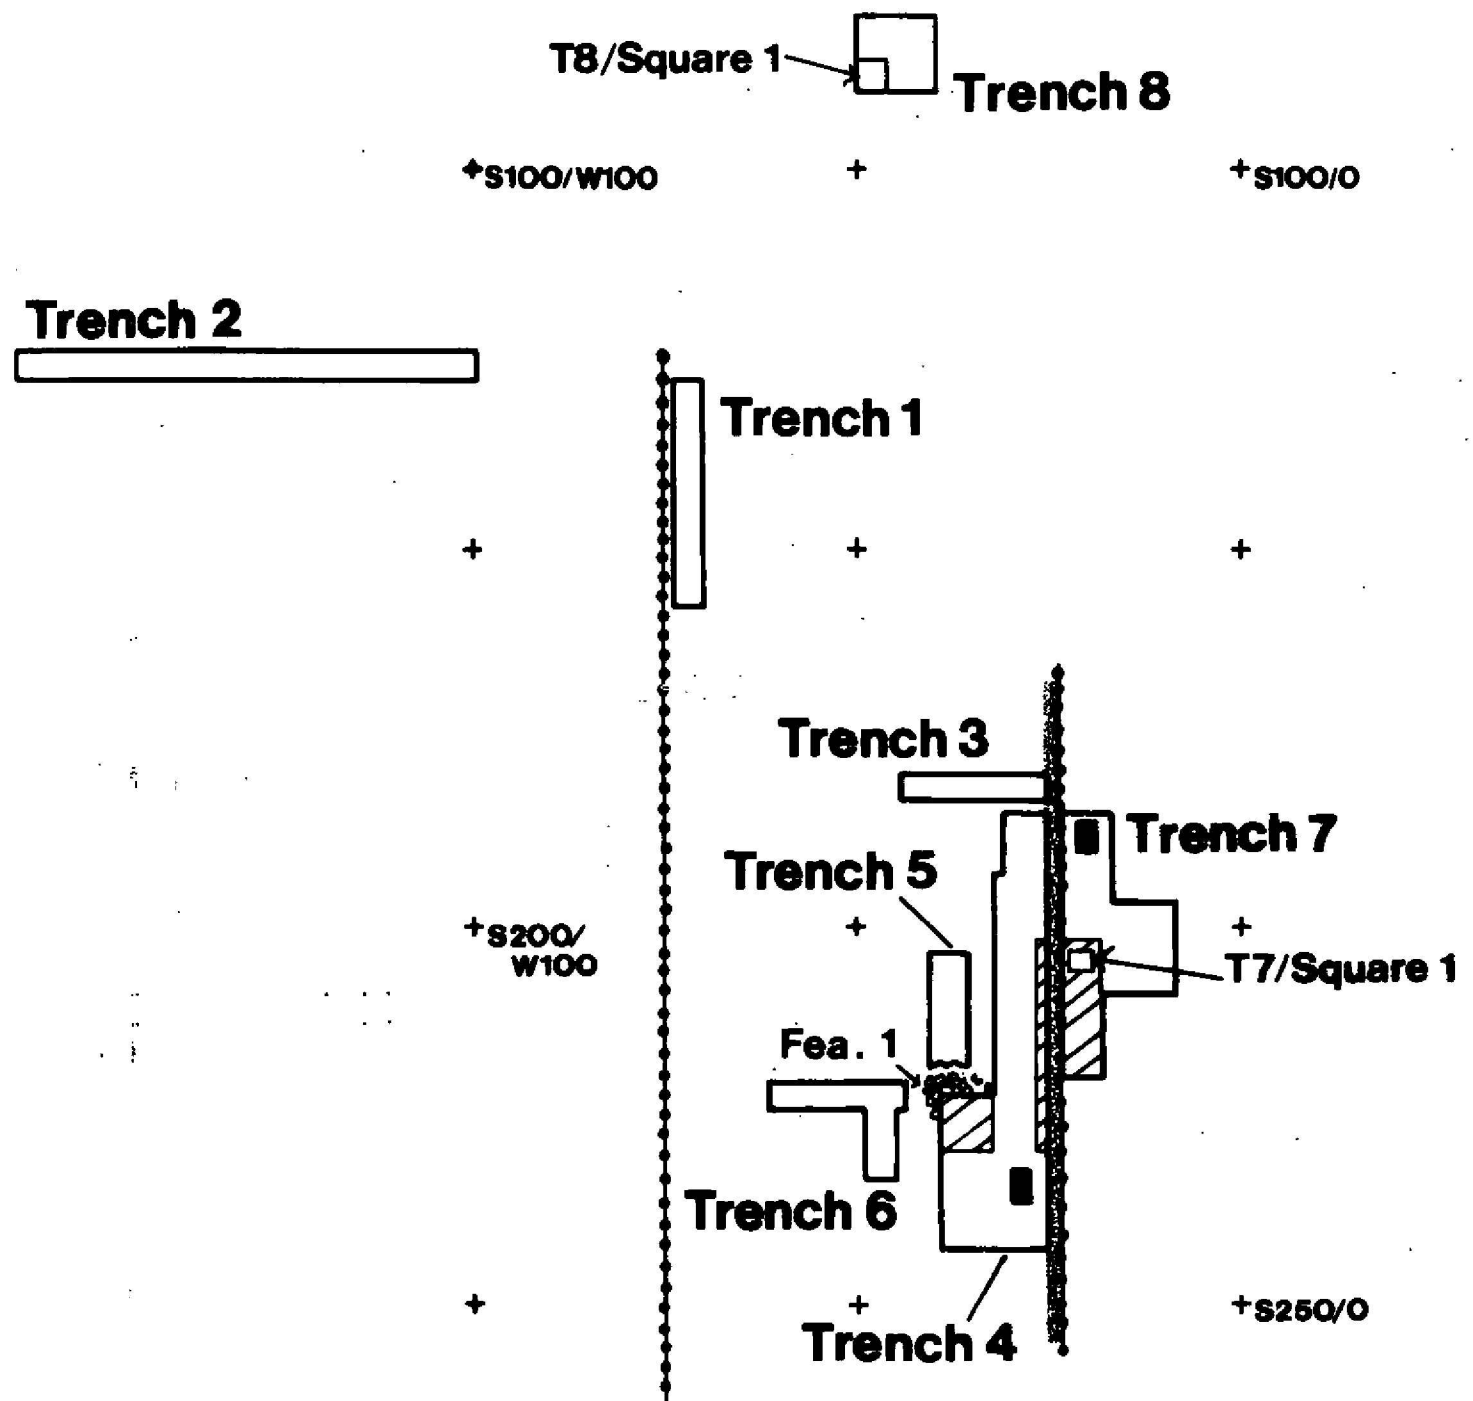 T8/Square 1
Trench 8
S100/W100
S100/0
Trench 2
Trench 1
Trench 3
Trench 7
Trench 5
S200/
W100
T7/Square 1
Fea. 1
Trench 6
S250/0
Trench 4